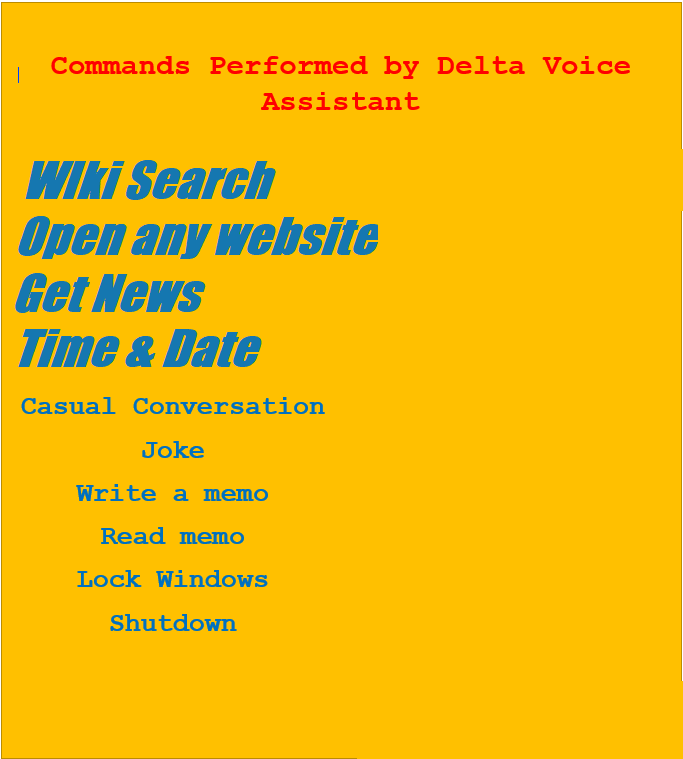 Commands Performed by Delta Voice
Assistant
WIki Search
Open any website
Get News
Time & Date
Casual Conversation
Joke
Write a memo
Read memo
Lock Windows
Shutdown